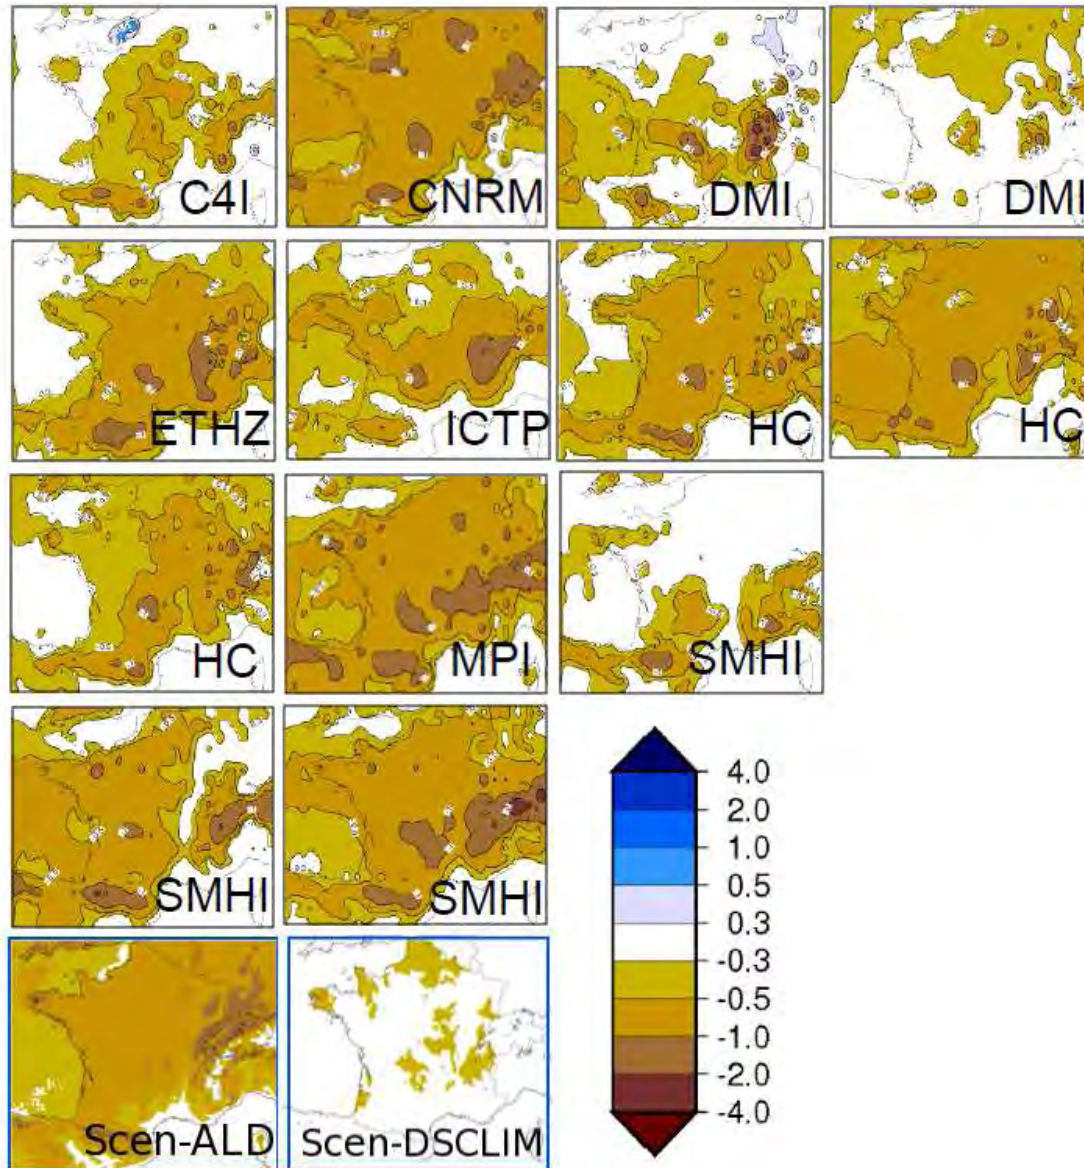 C4I
CNRM
DMI
DMI
ETHZ
ICTP
HC
HC
HC
MPI
SMHI
SMHI
SMHI
4.0
2.0
1.0
0.5
0.3
-0.3
-0.5
-1.0
-2.0
-4.0
Scen-ALD
Scen-DSCLIM